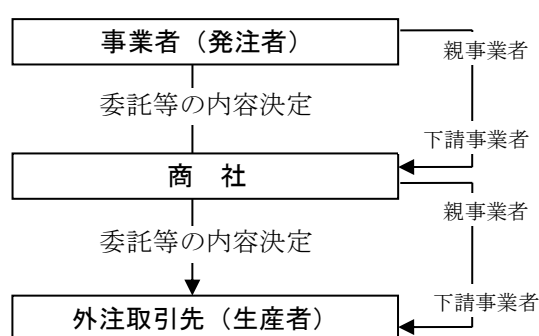 事業者（発注者）
親事業者
委託等の内容決定
下請事業者
商　社
親事業者
委託等の内容決定
下請事業者
外注取引先（生産者）